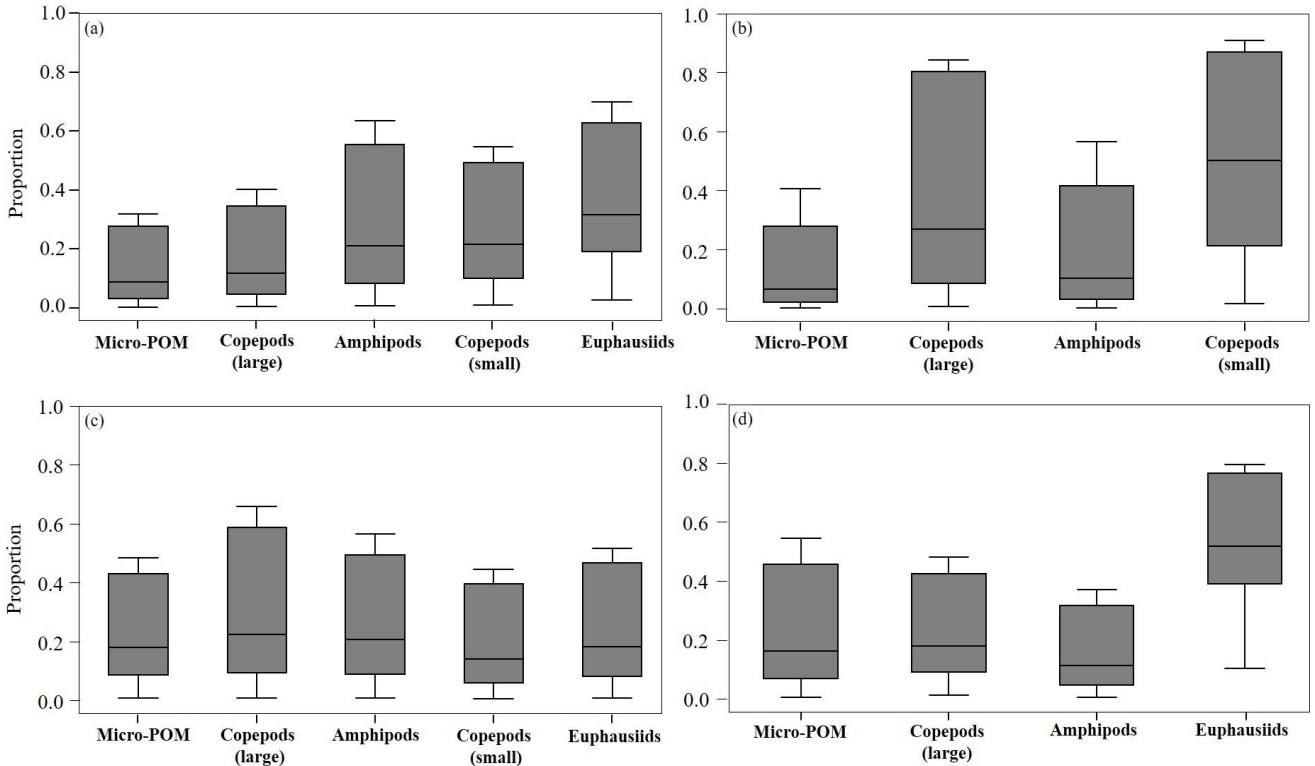 (a)
1.0
0.8
0.6
0.4
0.2
0.0
Proportion
Micro-POM
Copepods
(large)
Amphipods
Copepods
(small)
Euphausiids
(b)
1.0
0.8
0.6
0.4
0.2
0.0
Micro-POM
Copepods
(large)
Amphipods
Copepods
(small)
(c)
1.0
0.8
0.6
0.4
0.2
0.0
Proportion
Micro-POM
Copepods
(large)
Amphipods
Copepods
(small)
Euphausiids
(d)
1.0
0.8
0.6
0.4
0.2
0.0
Micro-POM
Copepods
(large)
Amphipods
Euphausiids